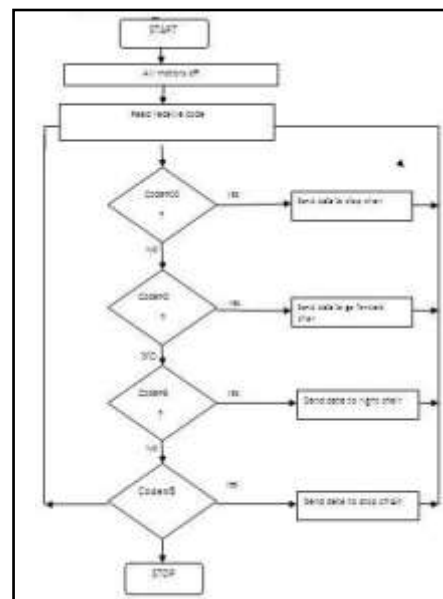 START
All motors off
Read receive code
Yes
Send data to stop chair
?
No
Yes
Send data to go forward
chair
?
NO
Yes
Send data to right chair
?
No
Yes
Send data to stop chair
STOP